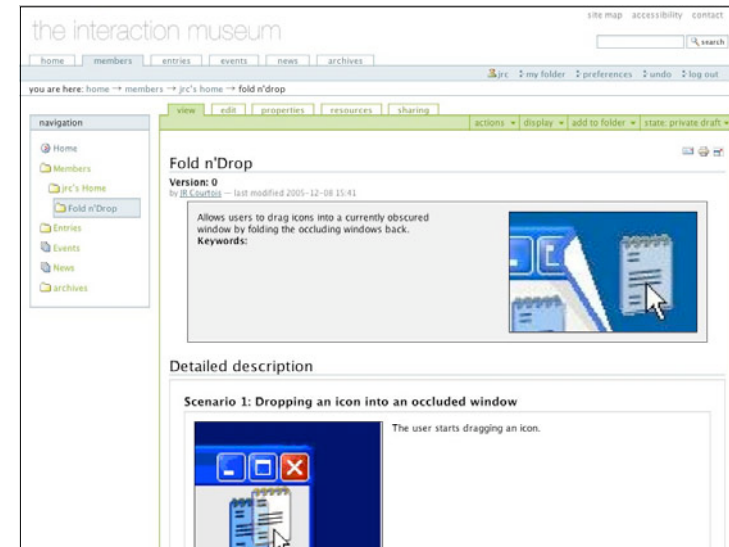 site map accessibility contact
the interaction museum
search
home members entries events news archives
jrc my folder preferences undo log out
you are here: home → members → jrc's home → fold n'drop
view edit properties resources sharing
navigation
actions display add to folder state: private draft
Home
Members
jrc's Home
Fold n'Drop
Entries
Events
News
archives
Fold n'Drop
Version: 0
by JR Courtois — last modified 2005-12-08 15:41
Allows users to drag icons into a currently obscured
window by folding the occluding windows back.
Keywords:
Detailed description
Scenario 1: Dropping an icon into an occluded window
The user starts dragging an icon.